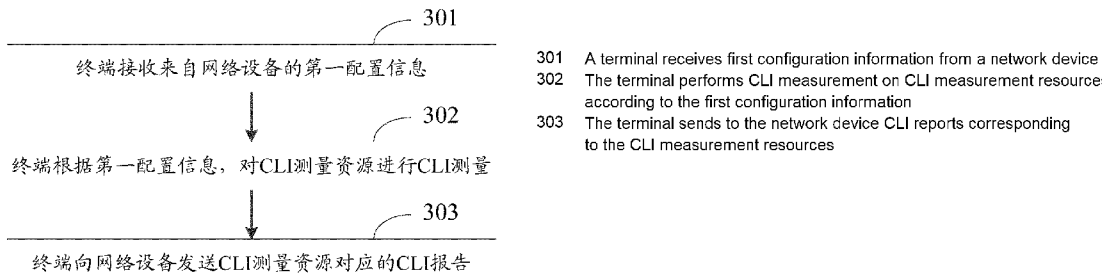 301
终端接收来自网络设备的第一配置信息
302
终端根据第一配置信息，对CLI测量资源进行CLI测量
303
终端向网络设备发送CLI测量资源对应的CLI报告
301 A terminal receives first configuration information from a network device
302 The terminal performs CLI measurement on CLI measurement resource
according to the first configuration information
303 The terminal sends to the network device CLI reports corresponding
to the CLI measurement resources